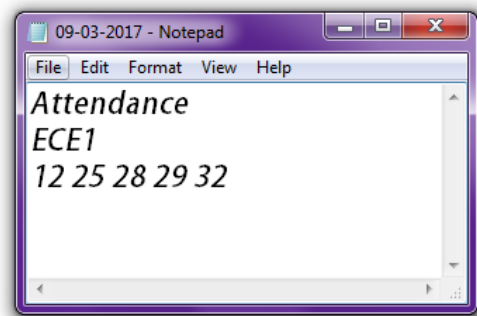 09-03-2017 - Notepad
File Edit Format View Help
Attendance
ECE1
12 25 28 29 32